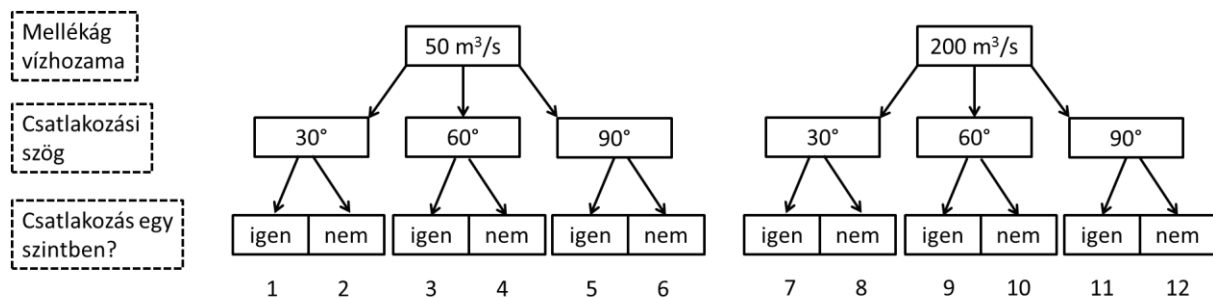 Mellékág
vízhozama
50 m³/s
200 m³/s
Csatlakozási
szög
30°
60°
90°
30°
60°
90°
Csatlakozás egy
szintben?
igen nem igen nem igen nem igen nem igen nem igen nem
1 2 3 4 5 6 7 8 9 10 11 12